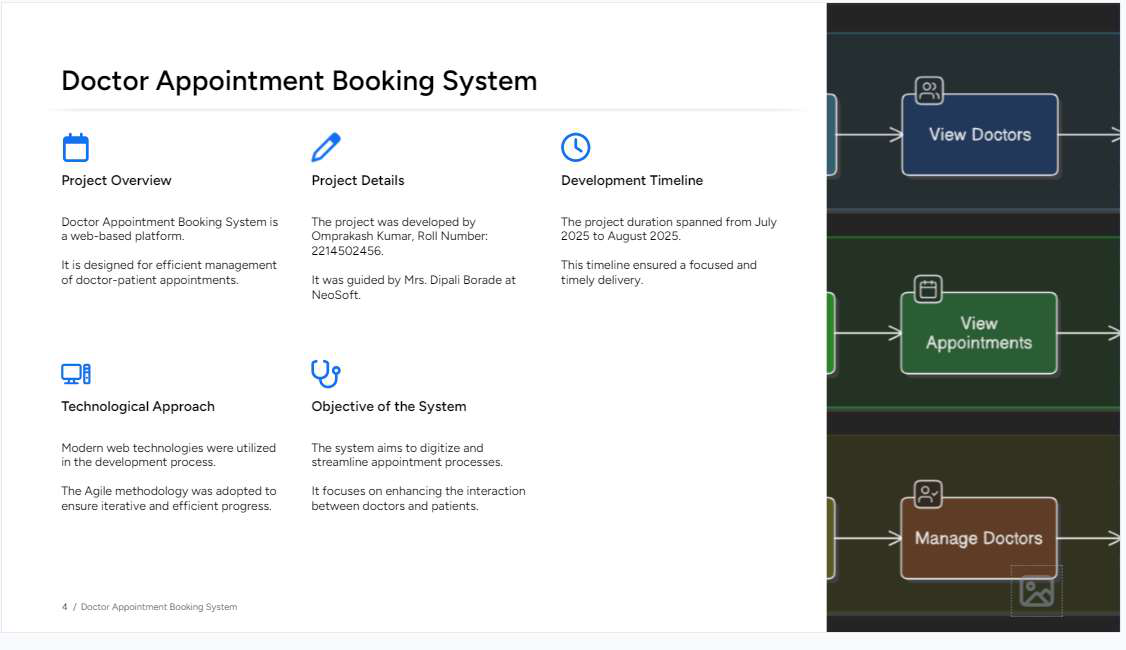 Doctor Appointment Booking System
Project Overview
Doctor Appointment Booking System is
a web-based platform.
It is designed for efficient management
of doctor-patient appointments.
Project Details
The project was developed by
Omprakash Kumar, Roll Number:
2214502456.
It was guided by Mrs. Dipali Borade at
NeoSoft.
Development Timeline
The project duration spanned from July
2025 to August 2025.
This timeline ensured a focused and
timely delivery.
Technological Approach
Modern web technologies were utilized
in the development process.
The Agile methodology was adopted to
ensure iterative and efficient progress.
Objective of the System
The system aims to digitize and
streamline appointment processes.
It focuses on enhancing the interaction
between doctors and patients.
4 / Doctor Appointment Booking System
View Doctors
View
Appointments
Manage Doctors